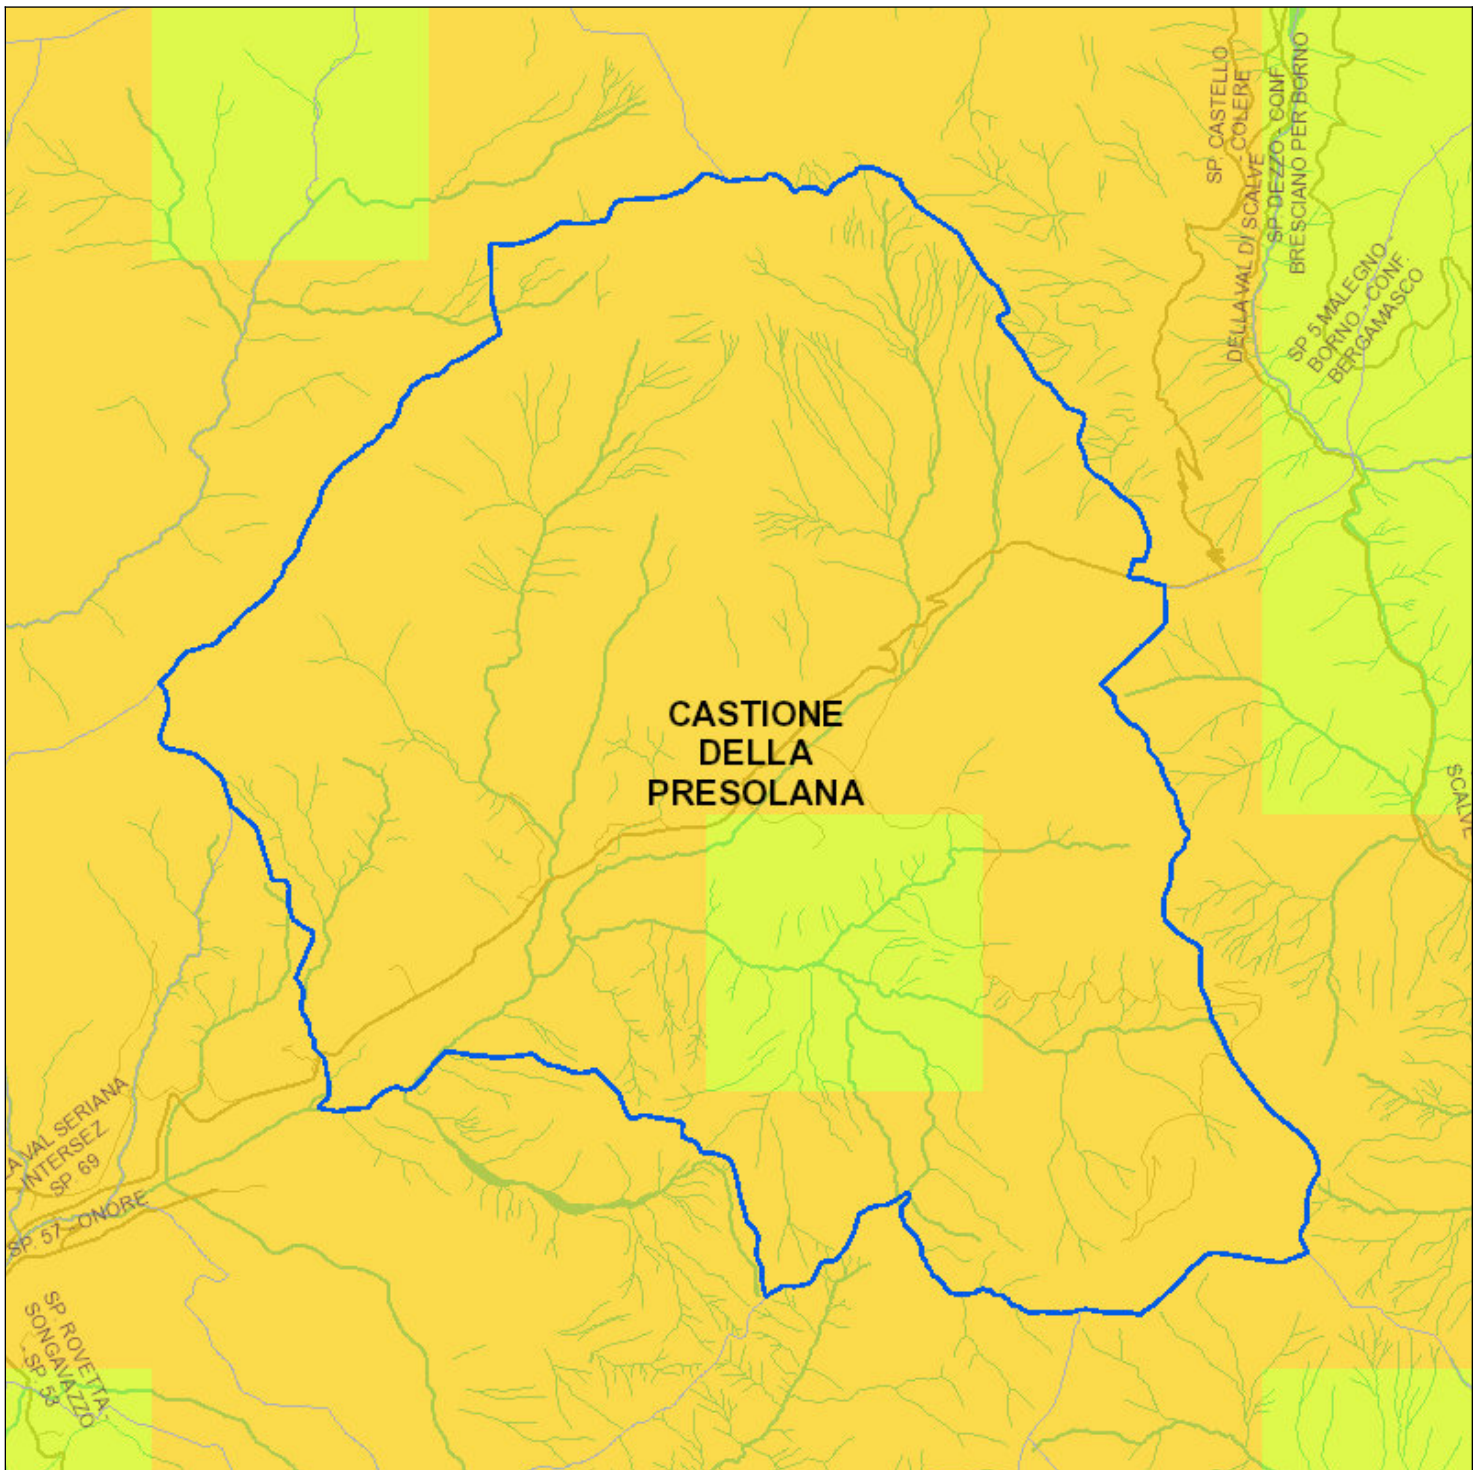 SP. CASTELLO
- COLERE
DELLA VAL DI SCALVE
SP. DEZZO - CONF.
BRESCIANO PER BORNO
SP 5 MALEGNO -
BORNO - CONF.
BERGAMASCO
CASTIONE
DELLA
PRESOLANA
SCALVE
VAL SERIANA
- INTERSEZ
SP. 69
SP. 57 - ONORE
SP. ROVETTA -
SONGAVAZZO
- SP. 53